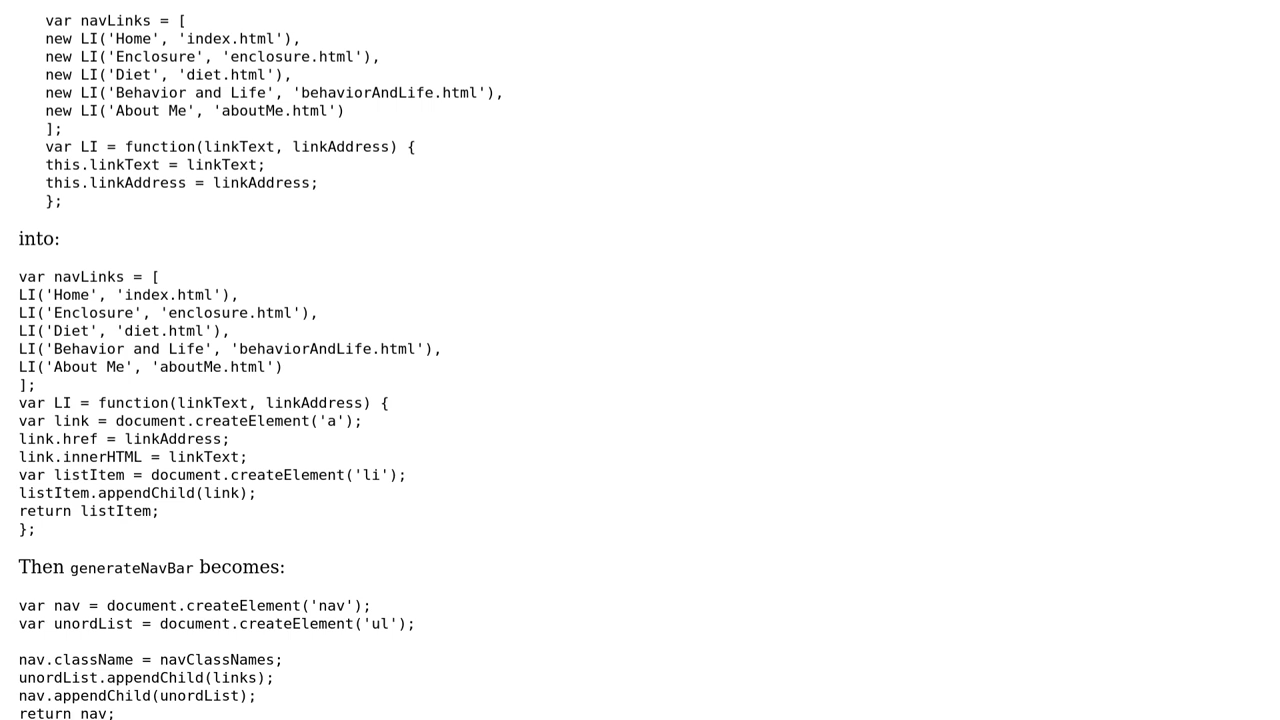 var navLinks = [
new LI('Home', 'index.html'),
new LI('Enclosure', 'enclosure.html'),
new LI('Diet', 'diet.html'),
new LI('Behavior and Life', 'behaviorAndLife.html'),
new LI('About Me', 'aboutMe.html')
];
var LI = function(linkText, linkAddress) {
this.linkText = linkText;
this.linkAddress = linkAddress;
};
into:
var navLinks = [
LI('Home', 'index.html'),
LI('Enclosure', 'enclosure.html'),
LI('Diet', 'diet.html'),
LI('Behavior and Life', 'behaviorAndLife.html'),
LI('About Me', 'aboutMe.html')
];
var LI = function(linkText, linkAddress) {
var link = document.createElement('a');
link.href = linkAddress;
link.innerHTML = linkText;
var listItem = document.createElement('li');
listItem.appendChild(link);
return listItem;
};
Then generateNavBar becomes:
var nav = document.createElement('nav');
var unordList = document.createElement('ul');
nav.className = navClassNames;
unordList.appendChild(links);
nav.appendChild(unordList);
return nav;